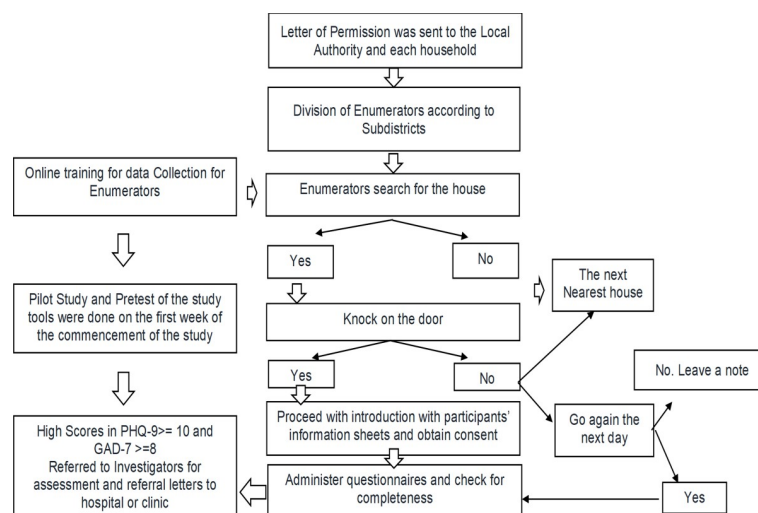 Letter of Permission was sent to the Local
Authority and each household
Division of Enumerators according to
Subdistricts
Online training for data Collection for
Enumerators
Enumerators search for the house
Yes
No
The next
Nearest house
Pilot Study and Pretest of the study
tools were done on the first week of
the commencement of the study
Knock on the door
Yes
No
No. Leave a note
High Scores in PHQ-9>= 10 and
GAD-7 >=8
Referred to Investigators for
assessment and referral letters to
hospital or clinic
Proceed with introduction with participants'
information sheets and obtain consent
Go again the
next day
Administer questionnaires and check for
completeness
Yes